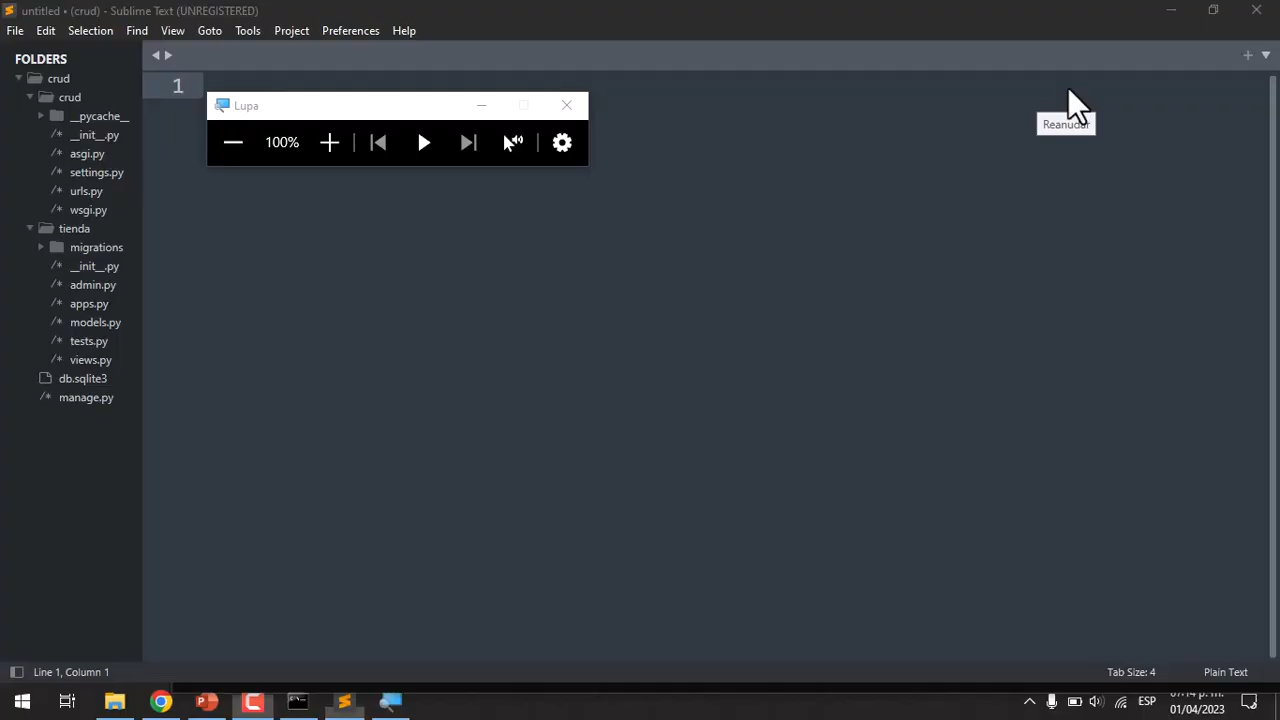 untitled • (crud) - Sublime Text (UNREGISTERED)
File Edit Selection Find View Goto Tools Project Preferences Help
FOLDERS
crud
crud
__pycache__
__init__.py
asgi.py
settings.py
urls.py
wsgi.py
tienda
migrations
__init__.py
admin.py
apps.py
models.py
tests.py
views.py
db.sqlite3
manage.py
1
Lupa
100%
Reanudar
Line 1, Column 1
Tab Size: 4
Plain Text
ESP
07:14 p. m.
01/04/2023